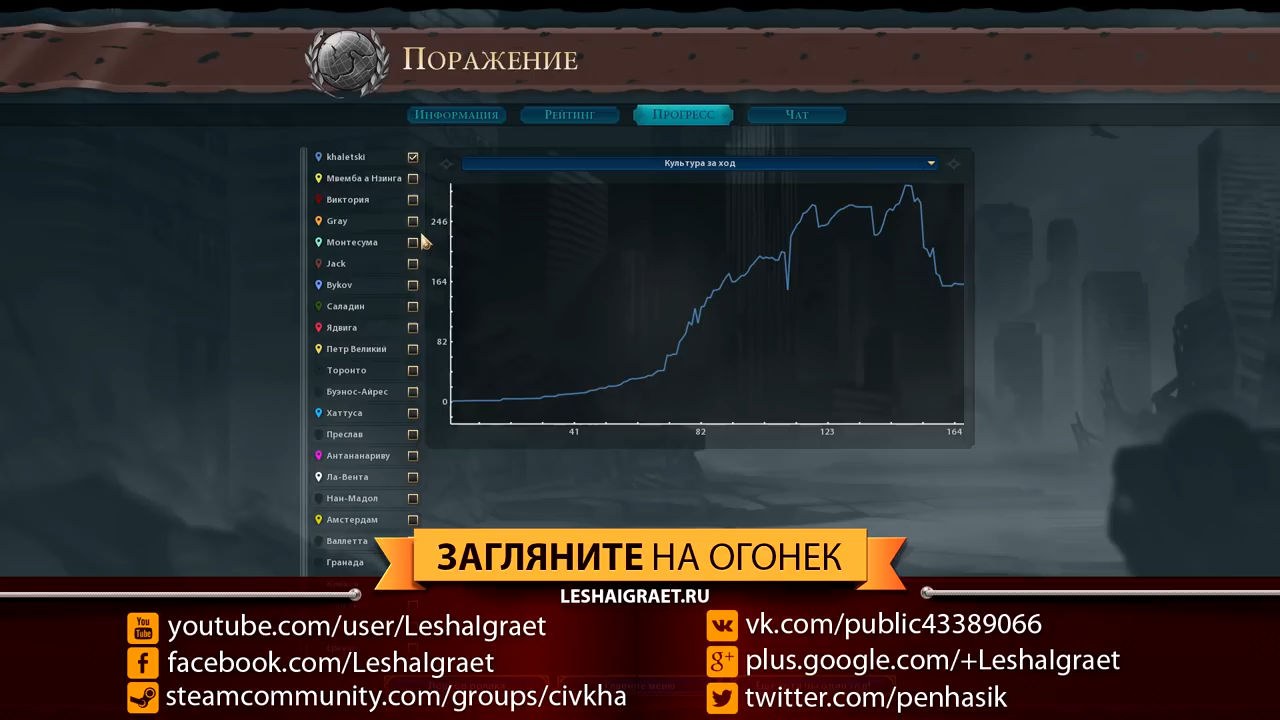 Поражение
Информация
Рейтинг
Прогресс
Чат
khaletski
Мвемба а Нзинга
Виктория
Gray
Монтесума
Jack
Bykov
Саладин
Ядвига
Петр Великий
Торонто
Буэнос-Айрес
Хаттуса
Преслав
Антананариву
Ла-Вента
Нан-Мадол
Амстердам
Валлетта
Гранада
Культура за ход
246
164
82
0
41 82 123 164
ЗАГЛЯНИТЕ НА ОГОНЕК
LESHAIGRAET.RU
You Tube youtube.com/user/LeshaIgraet
f facebook.com/LeshaIgraet
steamcommunity.com/groups/civkha
vk.com/public43389066
g+ plus.google.com/+LeshaIgraet
twitter.com/penhasik